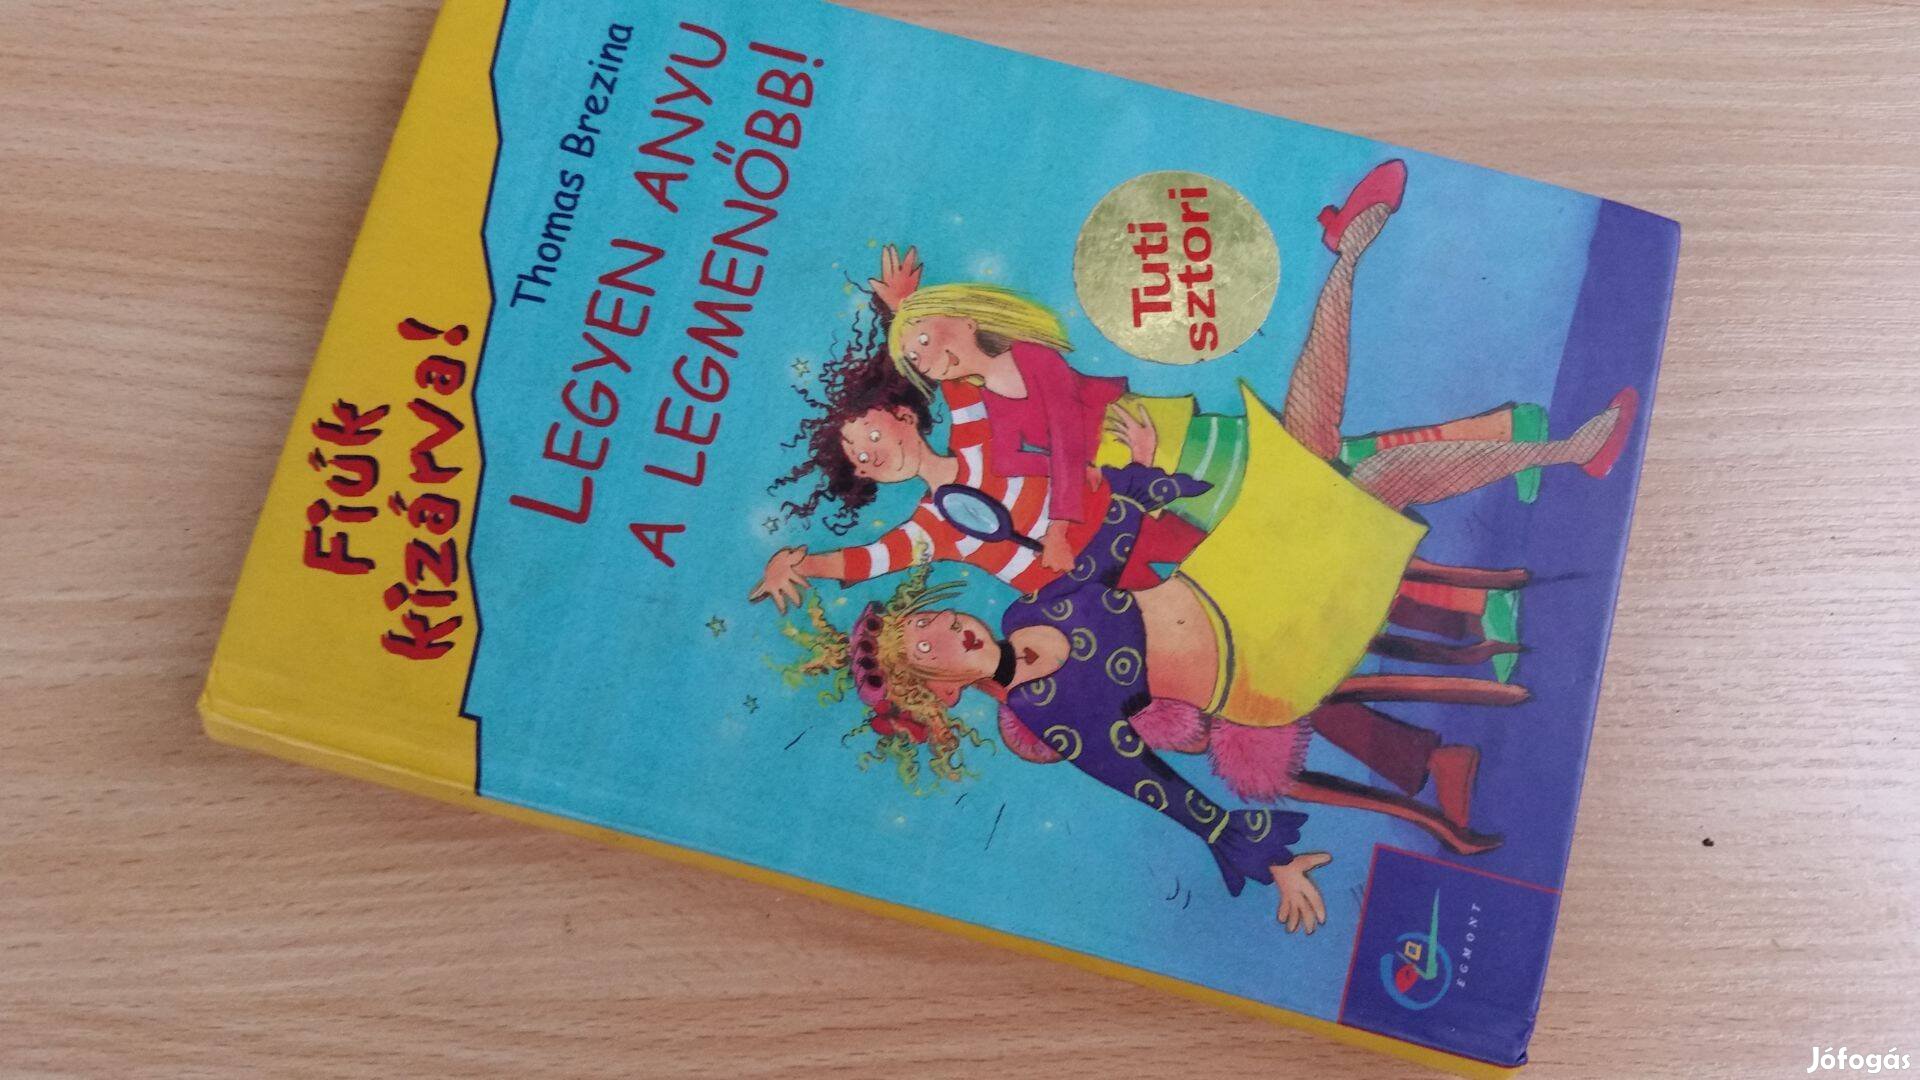 Fiúk
kizárva!
Thomas Brezina
LEGYEN ANYU
A LEGMENŐBB!
Tuti
sztori
EGMONT
Jófogás